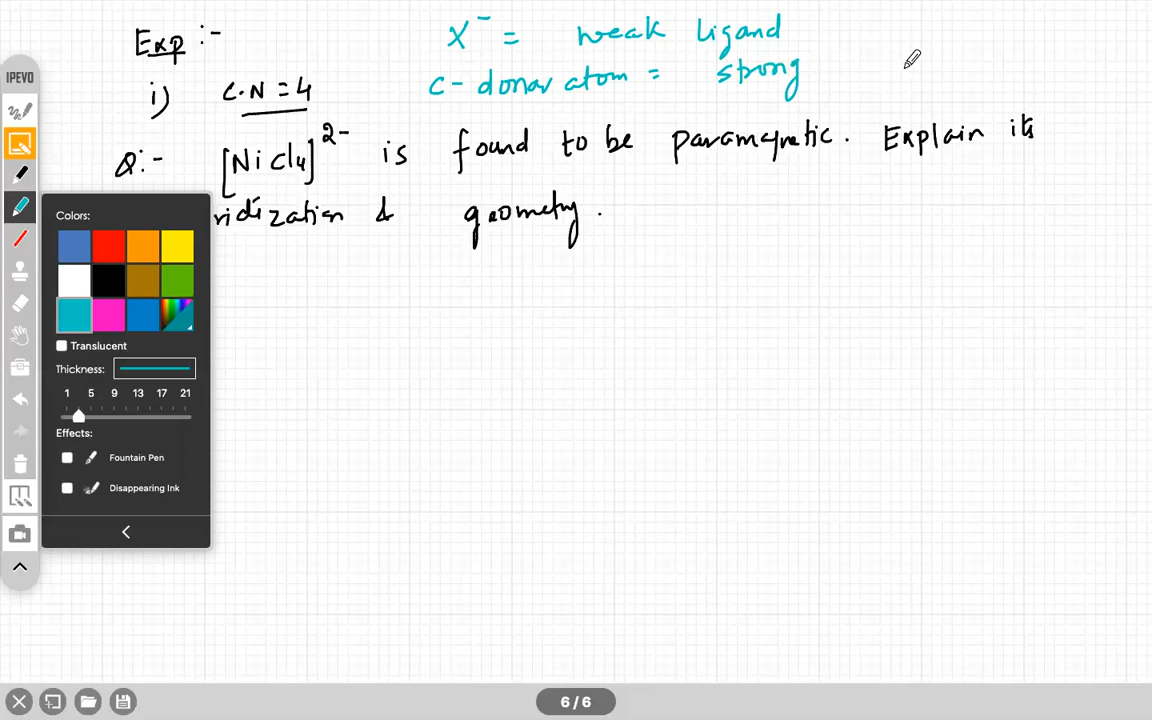 Exp :-
X⁻ = weak ligand
C-donar atom = strong
i) C.N = 4
Q:- [NiCl4]²⁻ is found to be paramagnetic. Explain its
ridization & geometry.
IPEVO
Colors:
Translucent
Thickness:
1 5 9 13 17 21
Effects:
Fountain Pen
Disappearing Ink
6/6